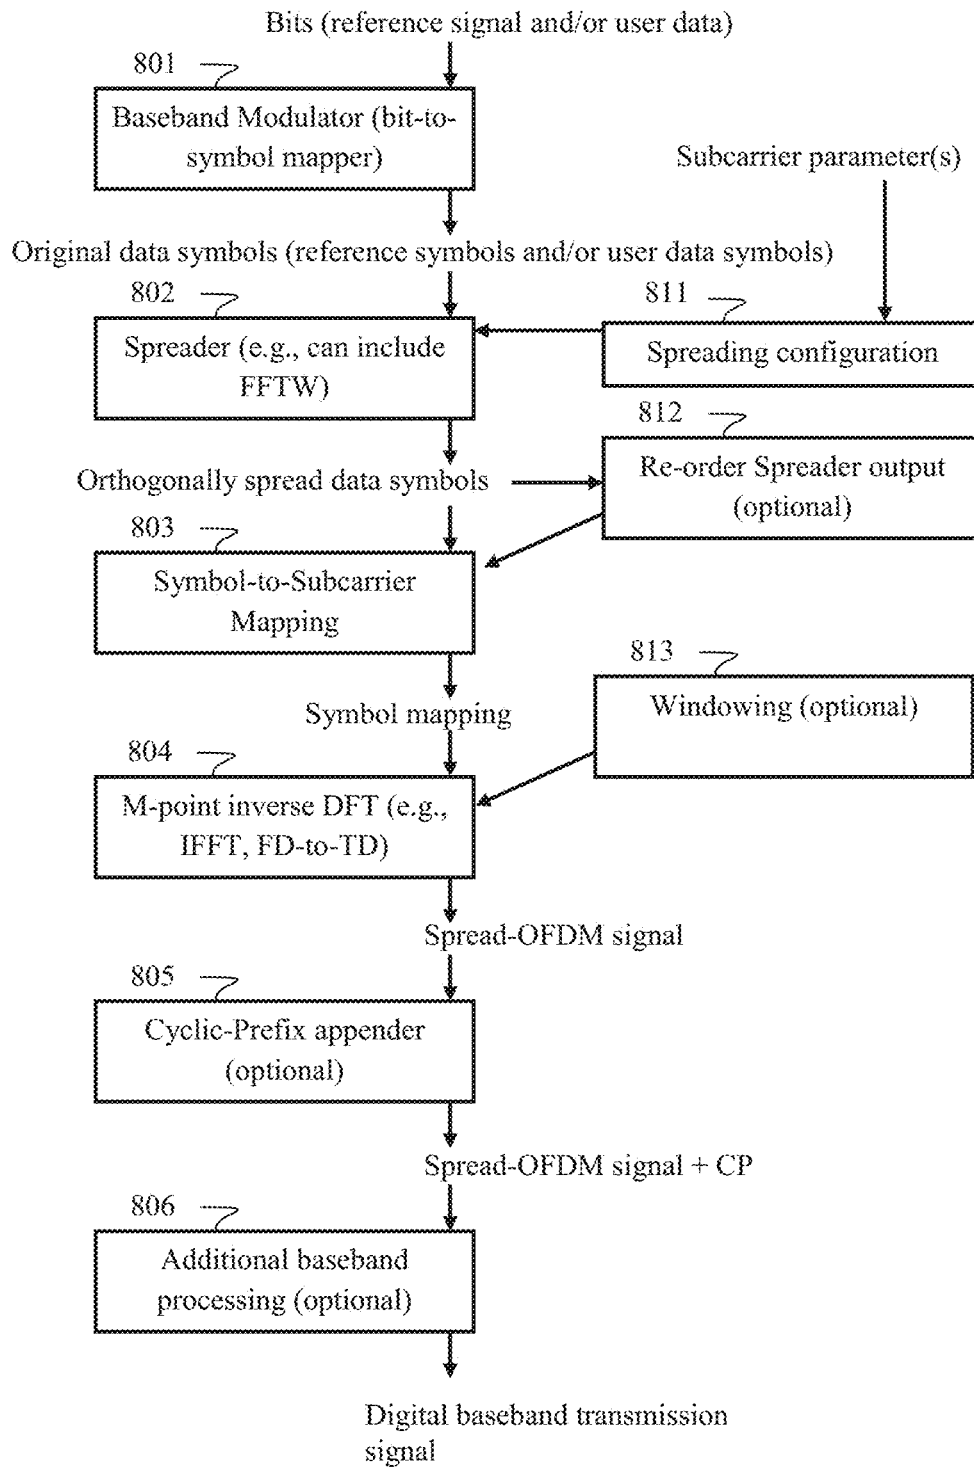 Bits (reference signal and/or user data)
801
Baseband Modulator (bit-to-
symbol mapper)
Subcarrier parameter(s)
Original data symbols (reference symbols and/or user data symbols)
802
811
Spreader (e.g., can include
FFTW)
Spreading configuration
812
Orthogonally spread data symbols
Re-order Spreader output
(optional)
803
Symbol-to-Subcarrier
Mapping
813
Symbol mapping
Windowing (optional)
804
M-point inverse DFT (e.g.,
IFFT, FD-to-TD)
Spread-OFDM signal
805
Cyclic-Prefix appender
(optional)
Spread-OFDM signal + CP
806
Additional baseband
processing (optional)
Digital baseband transmission
signal